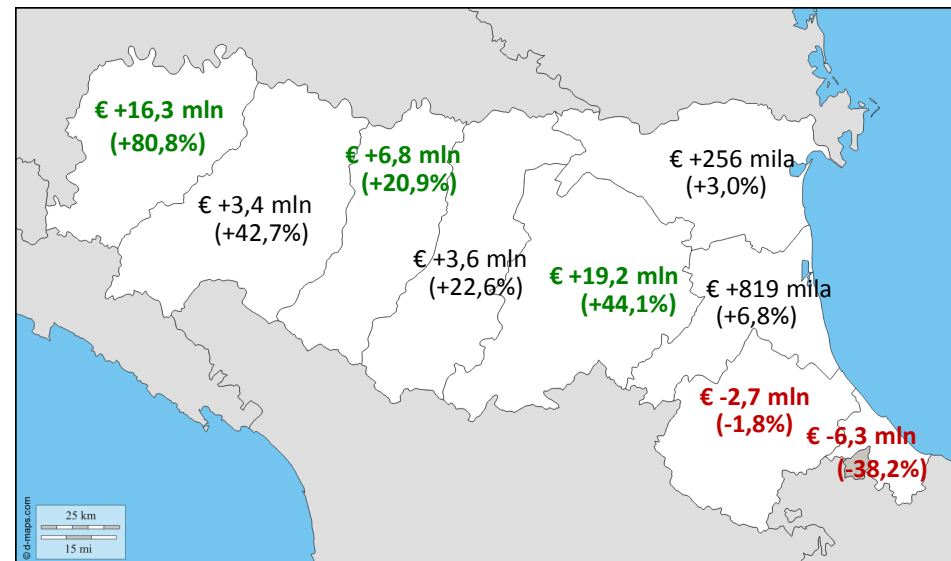 € +16,3 mln
(+80,8%)
€ +6,8 mln
(+20,9%)
€ +256 mila
(+3,0%)
€ +3,4 mln
(+42,7%)
€ +3,6 mln
(+22,6%)
€ +19,2 mln
(+44,1%)
€ +819 mila
(+6,8%)
€ -2,7 mln
(-1,8%)
€ -6,3 mln
(-38,2%)
25 km
15 mi
© d-maps.com